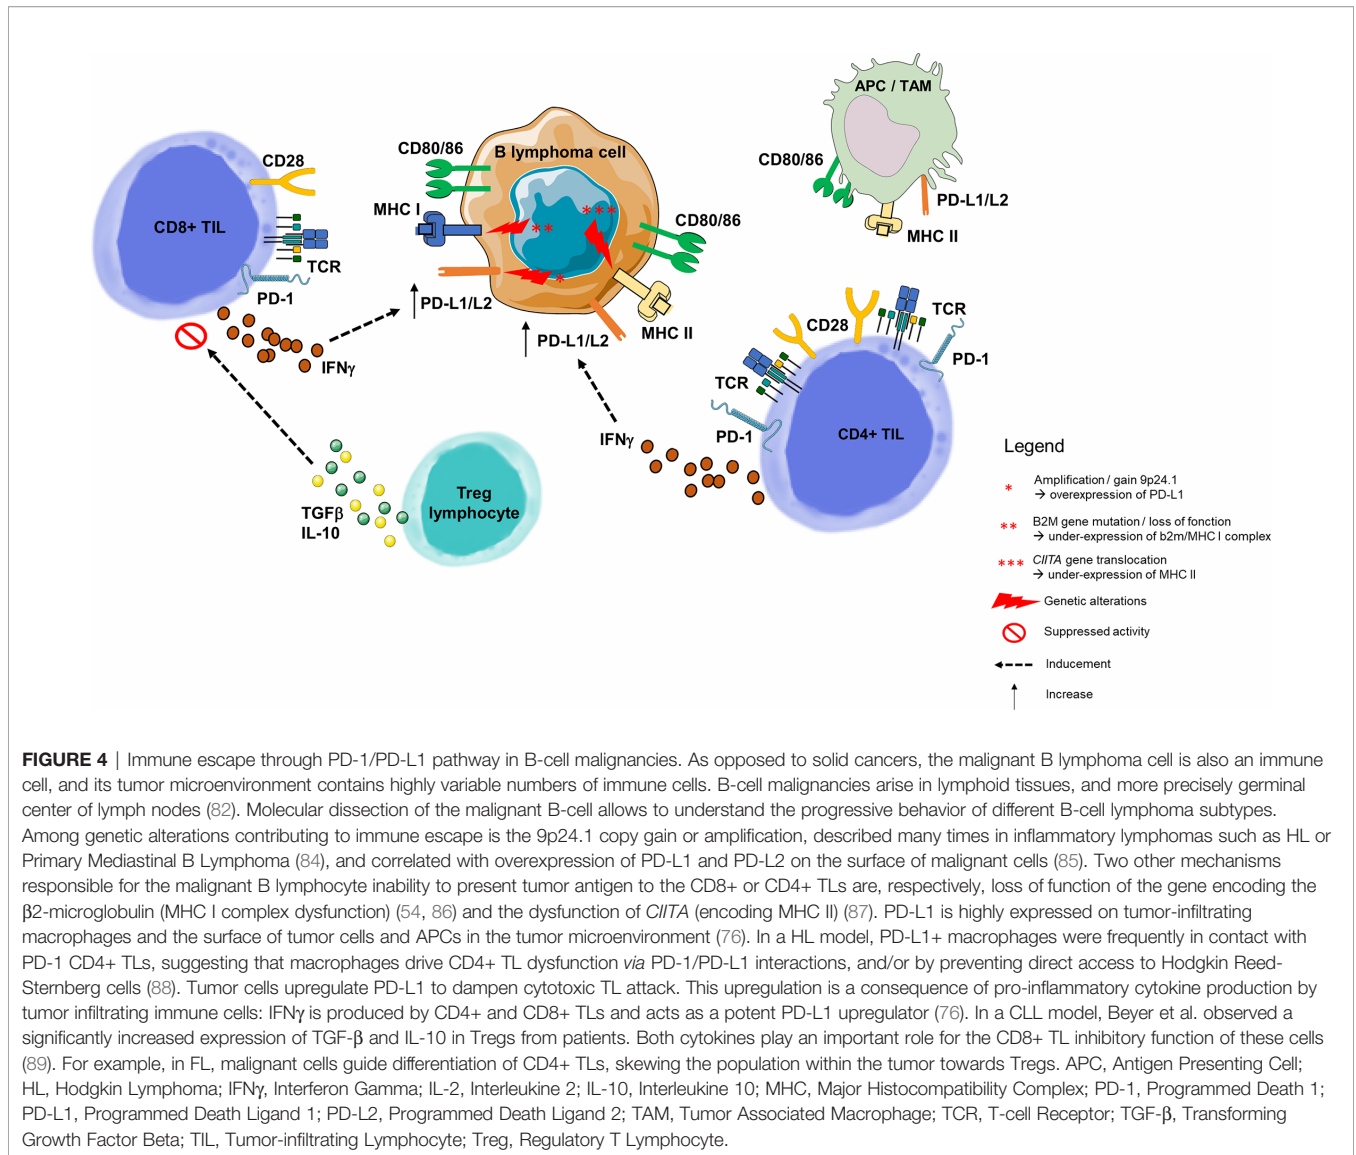 APC / TAM
CD80/86
PD-L1/L2
MHC II
CD28
CD8+ TIL
TCR
PD-1
CD80/86
B lymphoma cell
MHC I
***
**
*
CD80/86
PD-L1/L2
MHC II
PD-L1/L2
IFNγ
TCR
CD28
PD-1
TCR
PD-1
CD4+ TIL
IFNγ
TGFβ
IL-10
Treg
lymphocyte
Legend
* Amplification / gain 9p24.1
→ overexpression of PD-L1
** B2M gene mutation / loss of fonction
→ under-expression of b2m/MHC I complex
*** CIITA gene translocation
→ under-expression of MHC II
Genetic alterations
Suppressed activity
Inducement
Increase
FIGURE 4 | Immune escape through PD-1/PD-L1 pathway in B-cell malignancies. As opposed to solid cancers, the malignant B lymphoma cell is also an immune
cell, and its tumor microenvironment contains highly variable numbers of immune cells. B-cell malignancies arise in lymphoid tissues, and more precisely germinal
center of lymph nodes (82). Molecular dissection of the malignant B-cell allows to understand the progressive behavior of different B-cell lymphoma subtypes.
Among genetic alterations contributing to immune escape is the 9p24.1 copy gain or amplification, described many times in inflammatory lymphomas such as HL or
Primary Mediastinal B Lymphoma (84), and correlated with overexpression of PD-L1 and PD-L2 on the surface of malignant cells (85). Two other mechanisms
responsible for the malignant B lymphocyte inability to present tumor antigen to the CD8+ or CD4+ TLs are, respectively, loss of function of the gene encoding the
β2-microglobulin (MHC I complex dysfunction) (54, 86) and the dysfunction of CIITA (encoding MHC II) (87). PD-L1 is highly expressed on tumor-infiltrating
macrophages and the surface of tumor cells and APCs in the tumor microenvironment (76). In a HL model, PD-L1+ macrophages were frequently in contact with
PD-1 CD4+ TLs, suggesting that macrophages drive CD4+ TL dysfunction via PD-1/PD-L1 interactions, and/or by preventing direct access to Hodgkin Reed-
Sternberg cells (88). Tumor cells upregulate PD-L1 to dampen cytotoxic TL attack. This upregulation is a consequence of pro-inflammatory cytokine production by
tumor infiltrating immune cells: IFNγ is produced by CD4+ and CD8+ TLs and acts as a potent PD-L1 upregulator (76). In a CLL model, Beyer et al. observed a
significantly increased expression of TGF-β and IL-10 in Tregs from patients. Both cytokines play an important role for the CD8+ TL inhibitory function of these cells
(89). For example, in FL, malignant cells guide differentiation of CD4+ TLs, skewing the population within the tumor towards Tregs. APC, Antigen Presenting Cell;
HL, Hodgkin Lymphoma; IFNγ, Interferon Gamma; IL-2, Interleukine 2; IL-10, Interleukine 10; MHC, Major Histocompatibility Complex; PD-1, Programmed Death 1;
PD-L1, Programmed Death Ligand 1; PD-L2, Programmed Death Ligand 2; TAM, Tumor Associated Macrophage; TCR, T-cell Receptor; TGF-β, Transforming
Growth Factor Beta; TIL, Tumor-infiltrating Lymphocyte; Treg, Regulatory T Lymphocyte.